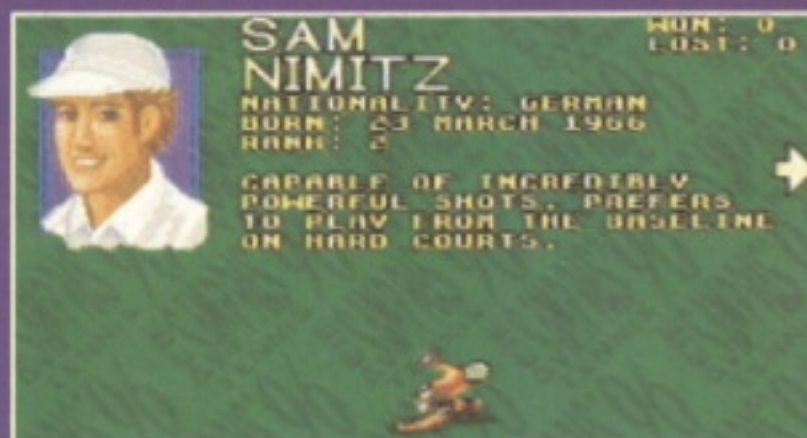 SAM
NIMITZ
WON: 0
LOST: 0
NATIONALITY: GERMAN
BORN: 23 MARCH 1966
RANK: 2
CAPABLE OF INCREDIBLY
POWERFUL SHOTS. PREFERS
TO PLAY FROM THE BASELINE
ON HARD COURTS.